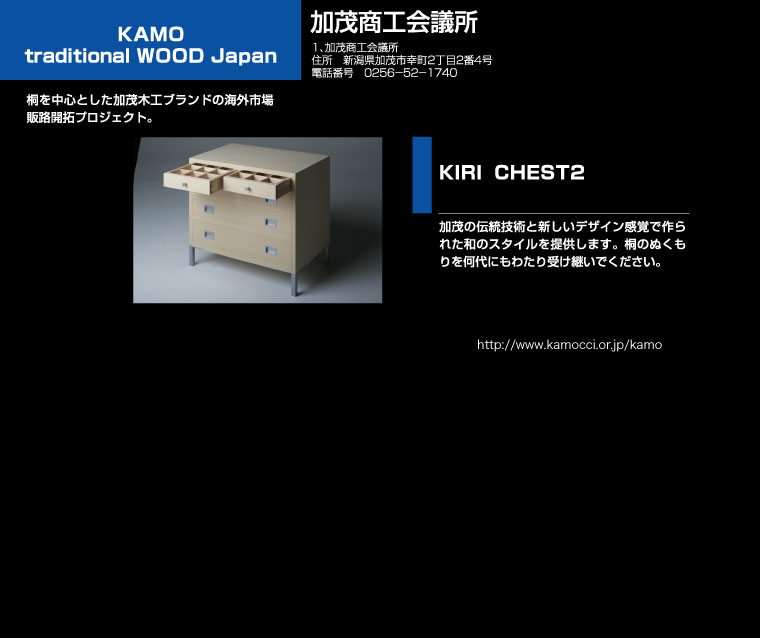 KAMO
traditional WOOD Japan
加茂商工会議所
1、加茂商工会議所
住所　新潟県加茂市幸町2丁目2番4号
電話番号　0256−52−1740
桐を中心とした加茂木工ブランドの海外市場
販路開拓プロジェクト。
KIRI CHEST2
加茂の伝統技術と新しいデザイン感覚で作ら
れた和のスタイルを提供します。桐のぬくも
りを何代にもわたり受け継いでください。
http://www.kamocci.or.jp/kamo